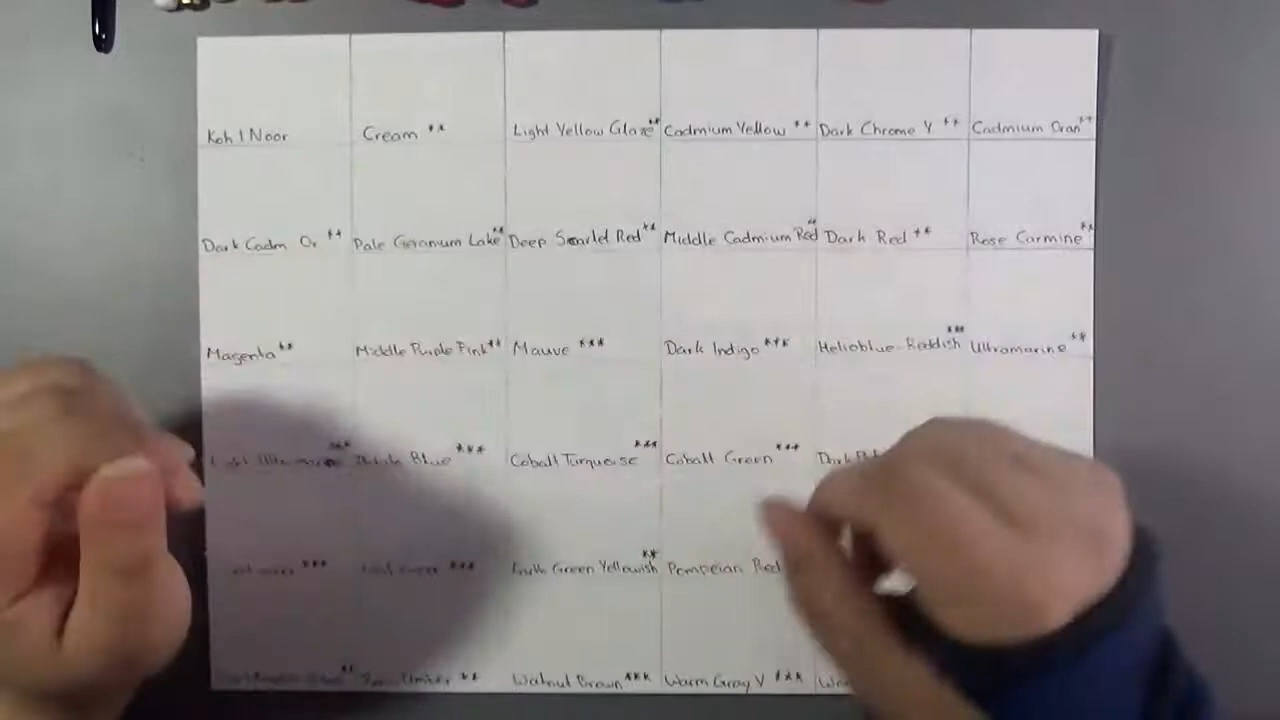 Koh I Noor
Cream **
Light Yellow Glaze **
Cadmium Yellow **
Dark Chrome Y **
Cadmium Oran **
Dark Cadm Or **
Pale Geranium Lake **
Deep Scarled Red **
Middle Cadmium Red **
Dark Red **
Rose Carmine **
Magenta **
Middle Purple Pink **
Mauve ***
Dark Indigo ***
Helioblue-Reddish ***
Ultramarine **
***
Blue ***
Cobalt Turquoise ***
Cobalt Green ***
Dark
***
***
Green Yellowish **
Pompeian Red
**
Umber **
Walnut Brown ***
Warm Gray V ***